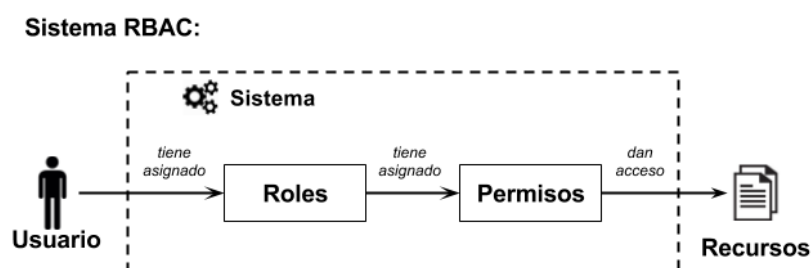 Sistema RBAC:
Sistema
tiene
asignado
tiene
asignado
dan
acceso
Roles
Permisos
Usuario
Recursos